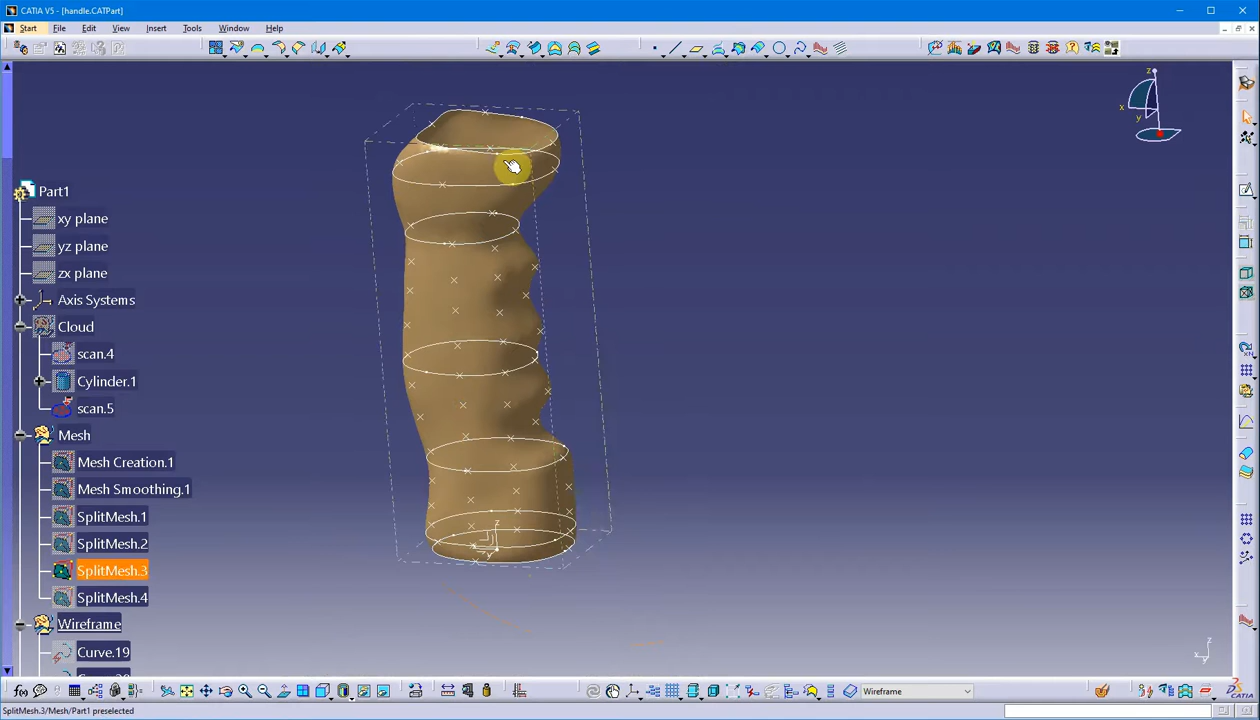 CATIA V5 - [handle.CATPart]
Start File Edit View Insert Tools Window Help
z
x
y
Part1
xy plane
yz plane
zx plane
Axis Systems
Cloud
scan.4
Cylinder.1
scan.5
Mesh
Mesh Creation.1
Mesh Smoothing.1
SplitMesh.1
SplitMesh.2
SplitMesh.3
SplitMesh.4
Wireframe
Curve.19
z
y
z
x
y
f(x)
Wireframe
CATIA
SplitMesh.3/Mesh/Part1 preselected